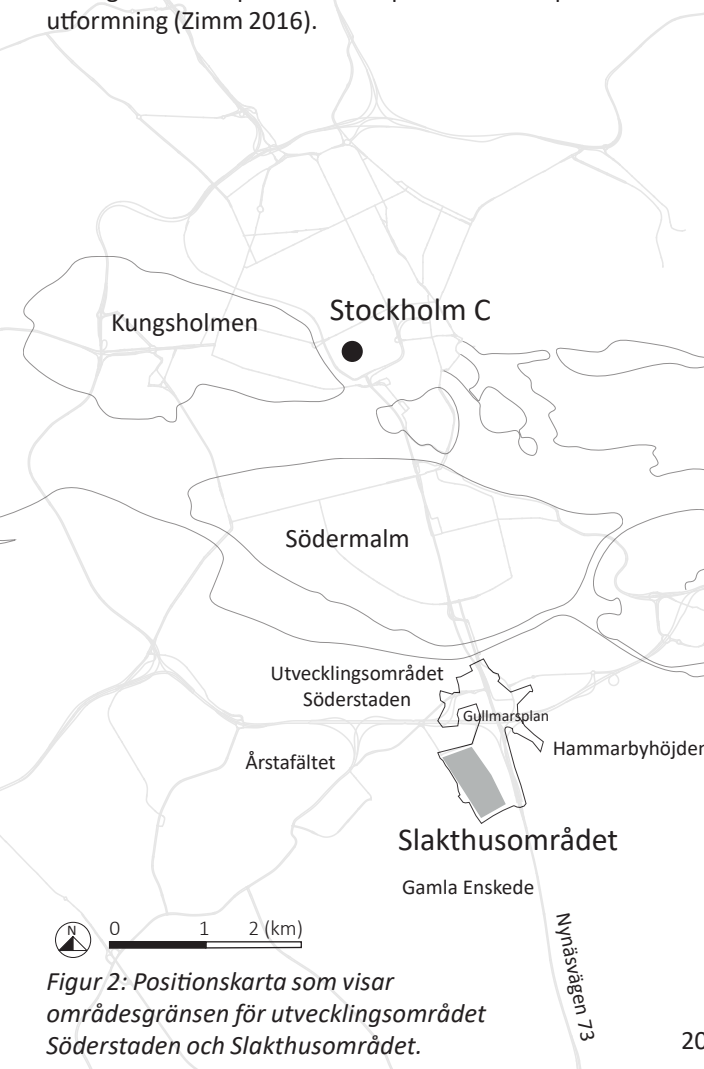 utformning (Zimm 2016).
Stockholm C
Kungsholmen
Södermalm
Utvecklingsområdet
Söderstaden
Gullmarsplan
Hammarbyhöjden
Årstafältet
Slakthusområdet
Gamla Enskede
Nynäsvägen 73
N
0 1 2 (km)
Figur 2: Positionskarta som visar
områdesgränsen för utvecklingsområdet
Söderstaden och Slakthusområdet.
20